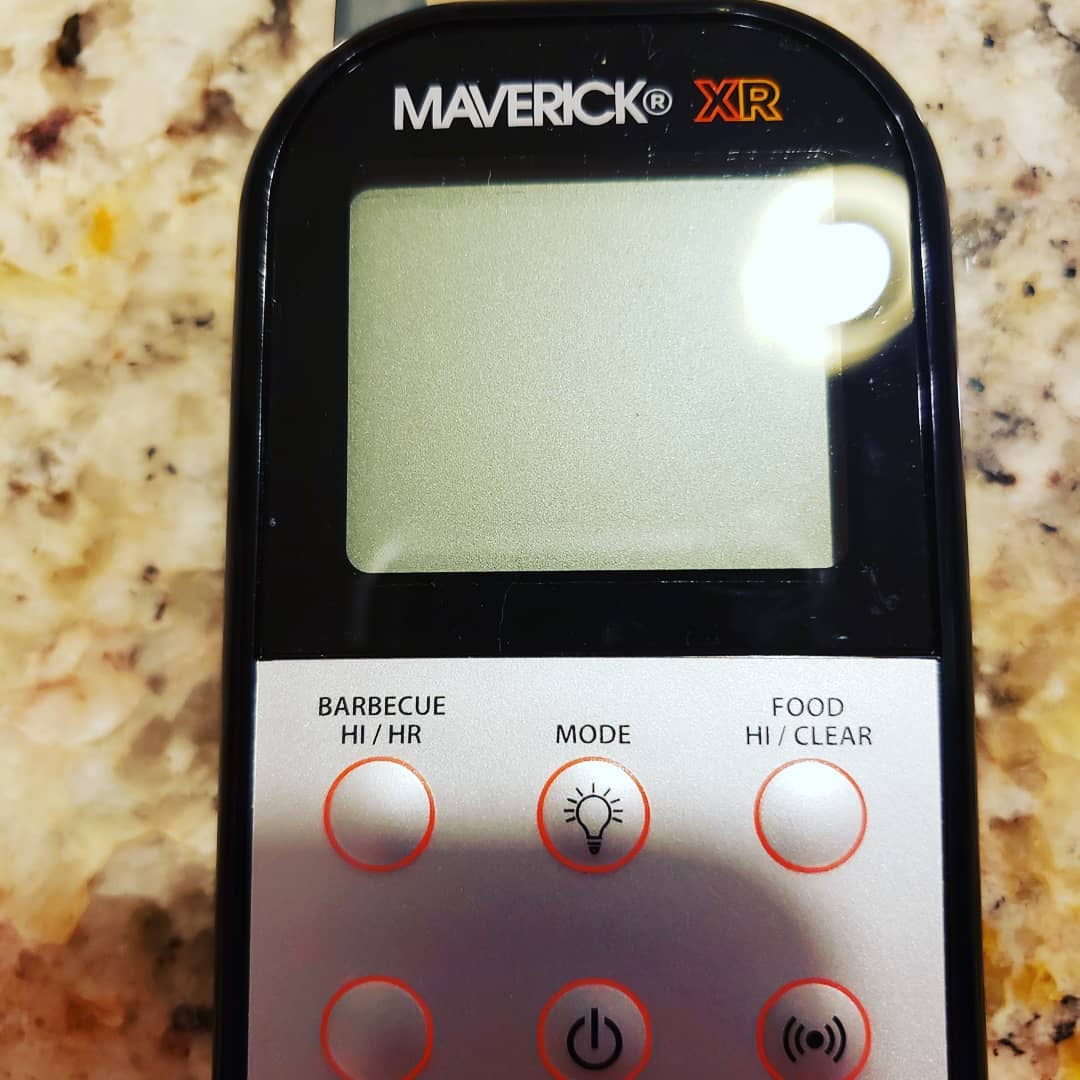 MAVERICK® XR
BARBECUE
HI / HR
MODE
FOOD
HI / CLEAR